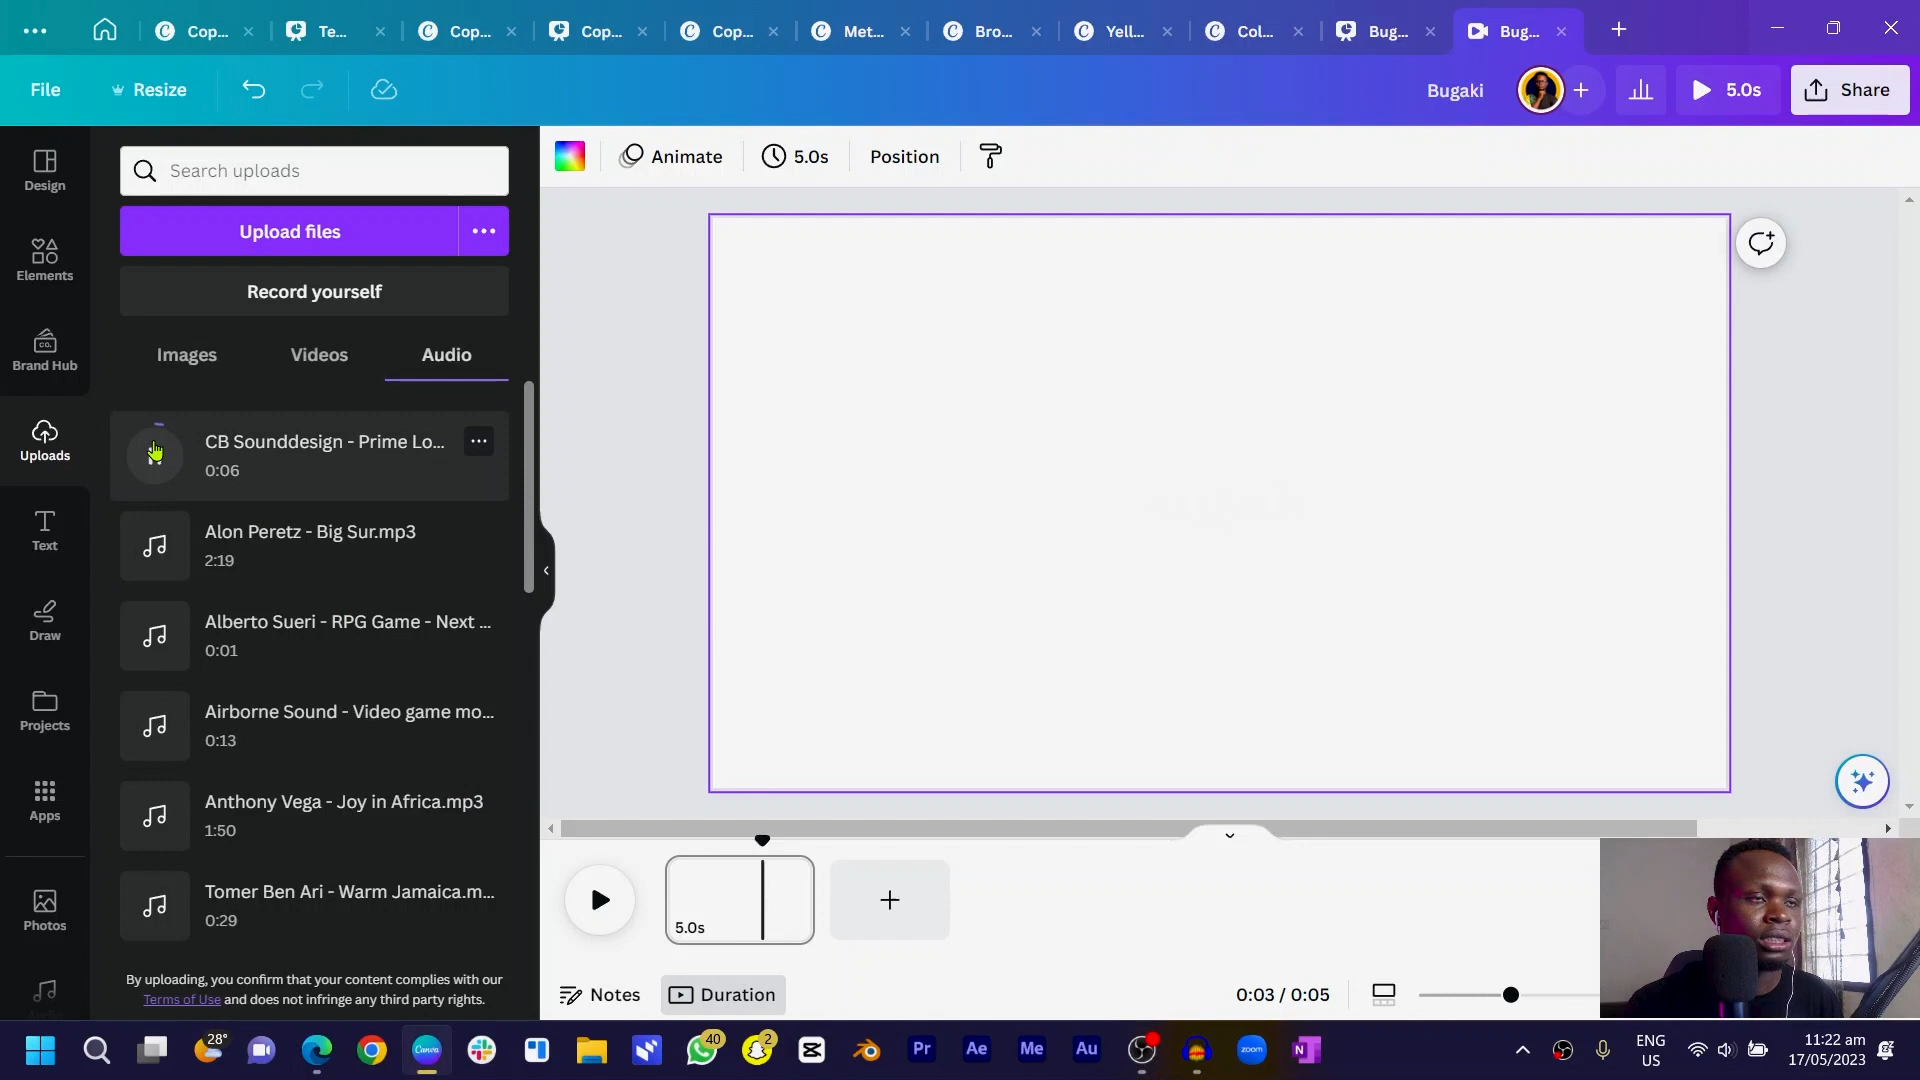 Cop...
Te...
Cop...
Cop...
Cop...
Met...
Bro...
Yell...
Col...
Bug...
Bug...
File
Resize
Bugaki
5.0s
Share
Design
Elements
Brand Hub
Uploads
Text
Draw
Projects
Apps
Photos
Search uploads
Upload files
Record yourself
Images
Videos
Audio
CB Sounddesign - Prime Lo...
0:06
Alon Peretz - Big Sur.mp3
2:19
Alberto Sueri - RPG Game - Next ...
0:01
Airborne Sound - Video game mo...
0:13
Anthony Vega - Joy in Africa.mp3
1:50
Tomer Ben Ari - Warm Jamaica.m...
0:29
By uploading, you confirm that your content complies with our
Terms of Use and does not infringe any third party rights.
Animate
5.0s
Position
5.0s
Notes
Duration
0:03 / 0:05
28°
Canva
40
2
Pr
Ae
Me
Au
zoom
N
ENG
US
11:22 am
17/05/2023